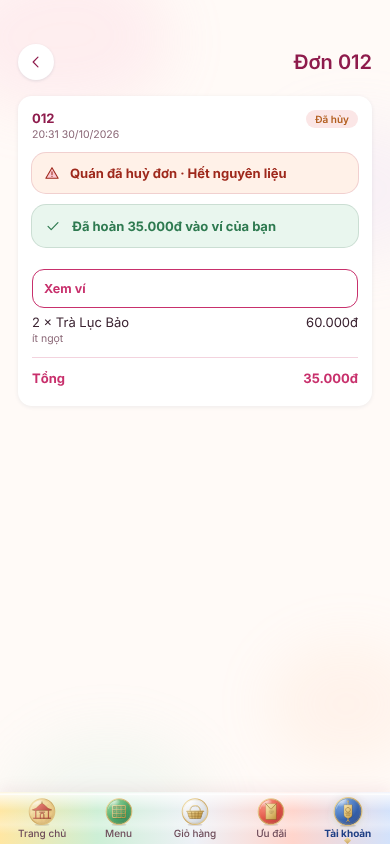 Đơn 012
012
Đã hủy
20:31 30/10/2026
Quán đã huỷ đơn · Hết nguyên liệu
Đã hoàn 35.000đ vào ví của bạn
Xem ví
2 × Trà Lục Bảo
60.000đ
ít ngọt
Tổng
35.000đ
Trang chủ
Menu
Giỏ hàng
Ưu đãi
Tài khoản